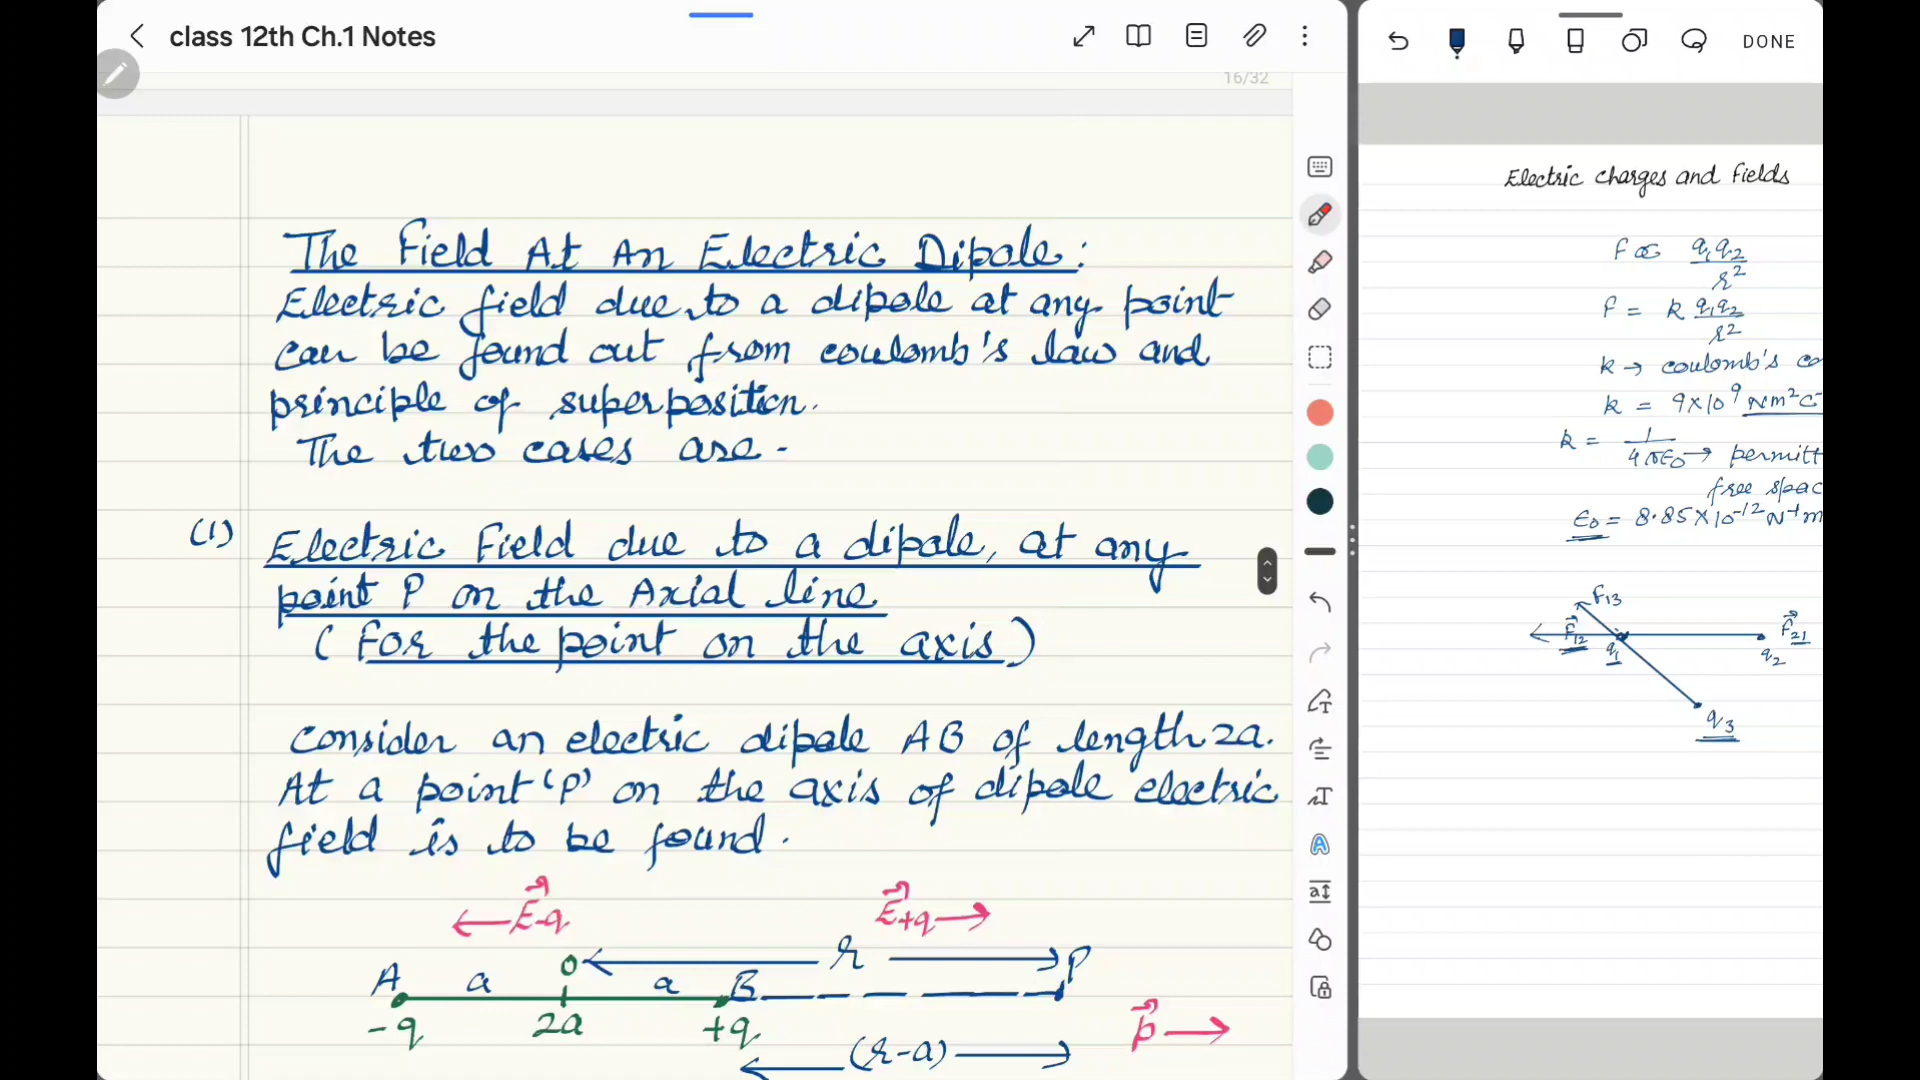 class 12th Ch.1 Notes
16/32
The Field At An Electric Dipole:
Electric field due to a dipole at any point
can be found out from coulomb's law and
principle of superposition.
The two cases are -
(1) Electric Field due to a dipole, at any
point P on the Axial line
(For the point on the axis)
Consider an electric dipole AB of length 2a.
At a point (P) on the axis of dipole electric
field is to be found.
E⃗-q E⃗+q
A a O a B r P
-q 2a +q p⃗
(r-a)
DONE
Electric charges and fields
F ∝ q1q2/r²
F = k q1q2/r²
k → coulomb's co
k = 9×10⁹ Nm²C⁻
k = 1/4πε0 → permitt
free spac
ε0 = 8.85×10⁻¹² N⁻¹m
F13
F⃗12 q1 F⃗21
q2
q3